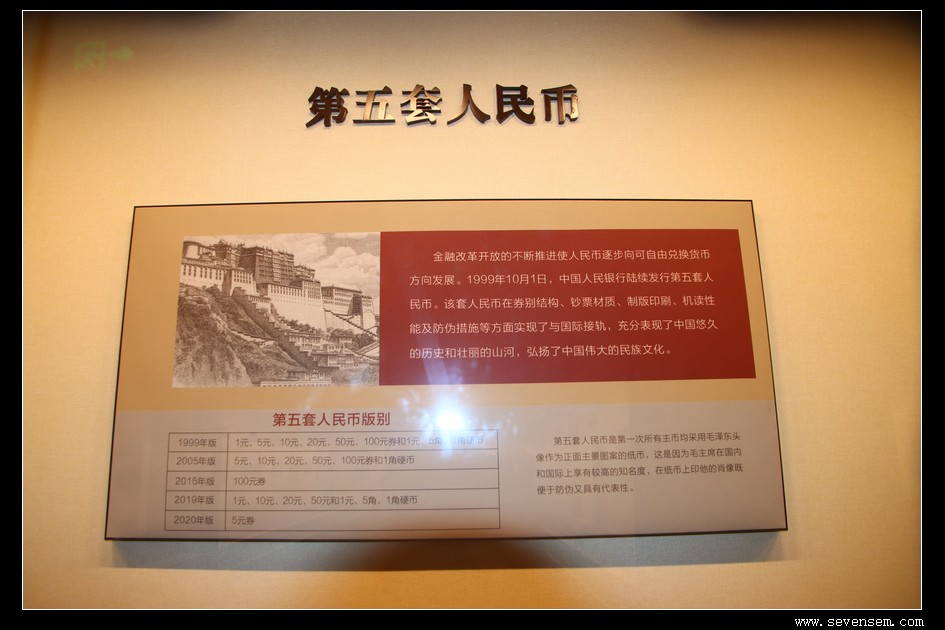 第五套人民币
金融改革开放的不断推进使人民币逐步向可自由兑换货币
方向发展。1999年10月1日，中国人民银行陆续发行第五套人
民币。该套人民币在券别结构、钞票材质、制版印刷、机读性
能及防伪措施等方面实现了与国际接轨，充分表现了中国悠久
的历史和壮丽的山河，弘扬了中国伟大的民族文化。
第五套人民币版别
1999年版 1元、5元、10元、20元、50元、100元券和1元、5角、1角硬币
2005年版 5元、10元、20元、50元、100元券和1角硬币
2015年版 100元券
2019年版 1元、10元、20元、50元和1元、5角、1角硬币
2020年版 5元券
第五套人民币是第一次所有主币均采用毛泽东头
像作为正面主景图案的纸币，这是因为毛主席在国内
和国际上享有较高的知名度，在纸币上印他的肖像既
便于防伪又具有代表性。
www.sevensem.com